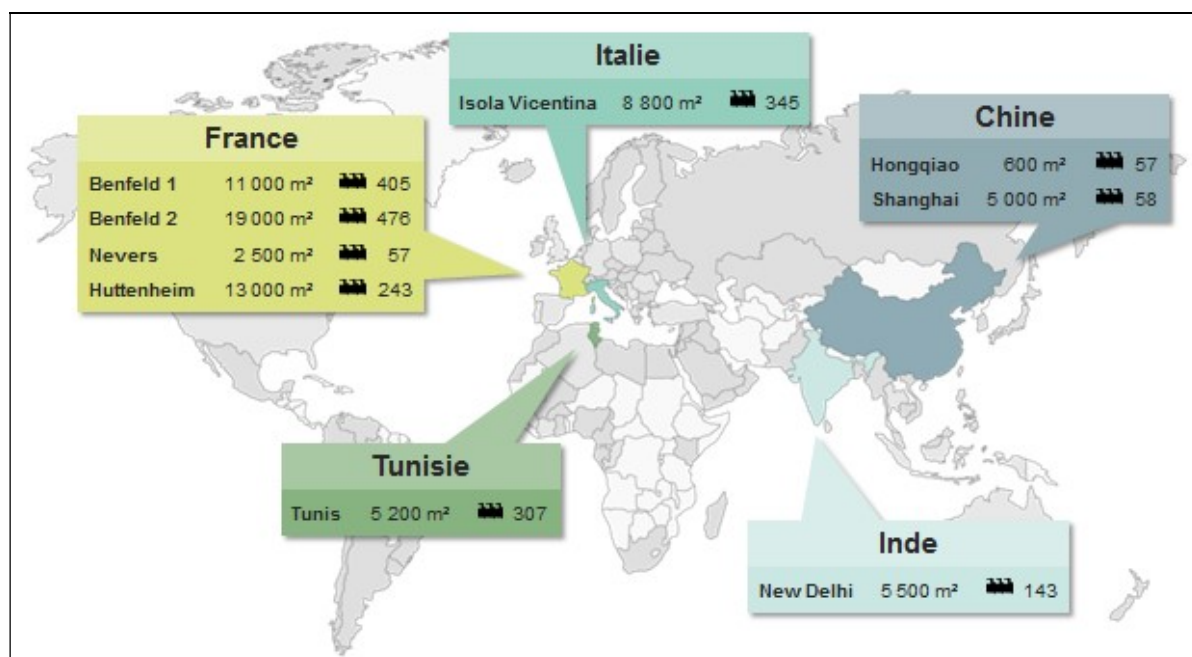 Italie
Isola Vicentina 8 800 m² 345
France
Benfeld 1 11 000 m² 405
Benfeld 2 19 000 m² 476
Nevers 2 500 m² 57
Huttenheim 13 000 m² 243
Chine
Hongqiao 600 m² 57
Shanghai 5 000 m² 58
Tunisie
Tunis 5 200 m² 307
Inde
New Delhi 5 500 m² 143